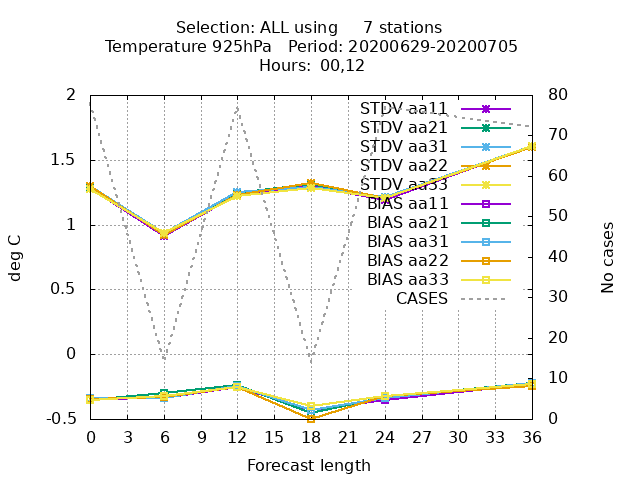 Selection: ALL using     7 stations
Temperature 925hPa   Period: 20200629-20200705
Hours:  00,12
2
1.5
1
0.5
0
-0.5
deg C
80
70
60
50
40
30
20
10
0
No cases
STDV aa11
STDV aa21
STDV aa31
STDV aa22
STDV aa33
BIAS aa11
BIAS aa21
BIAS aa31
BIAS aa22
BIAS aa33
CASES
0 3 6 9 12 15 18 21 24 27 30 33 36
Forecast length